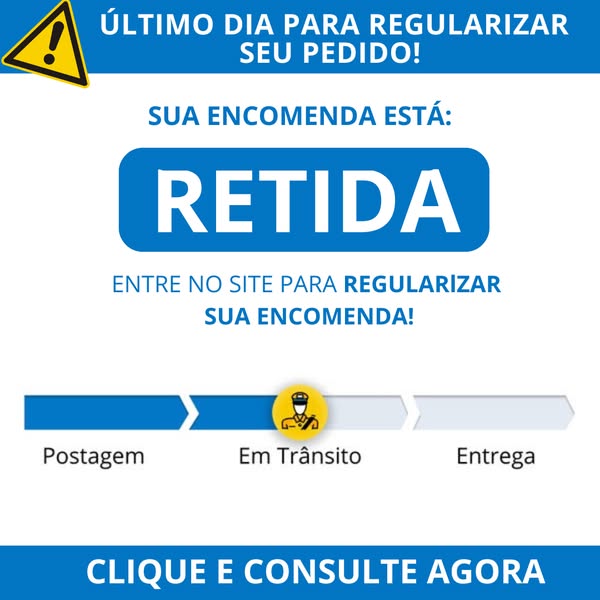 ÚLTIMO DIA PARA REGULARIZAR
SEU PEDIDO!
SUA ENCOMENDA ESTÁ:
RETIDA
ENTRE NO SITE PARA REGULARIZAR
SUA ENCOMENDA!
Postagem
Em Trânsito
Entrega
CLIQUE E CONSULTE AGORA